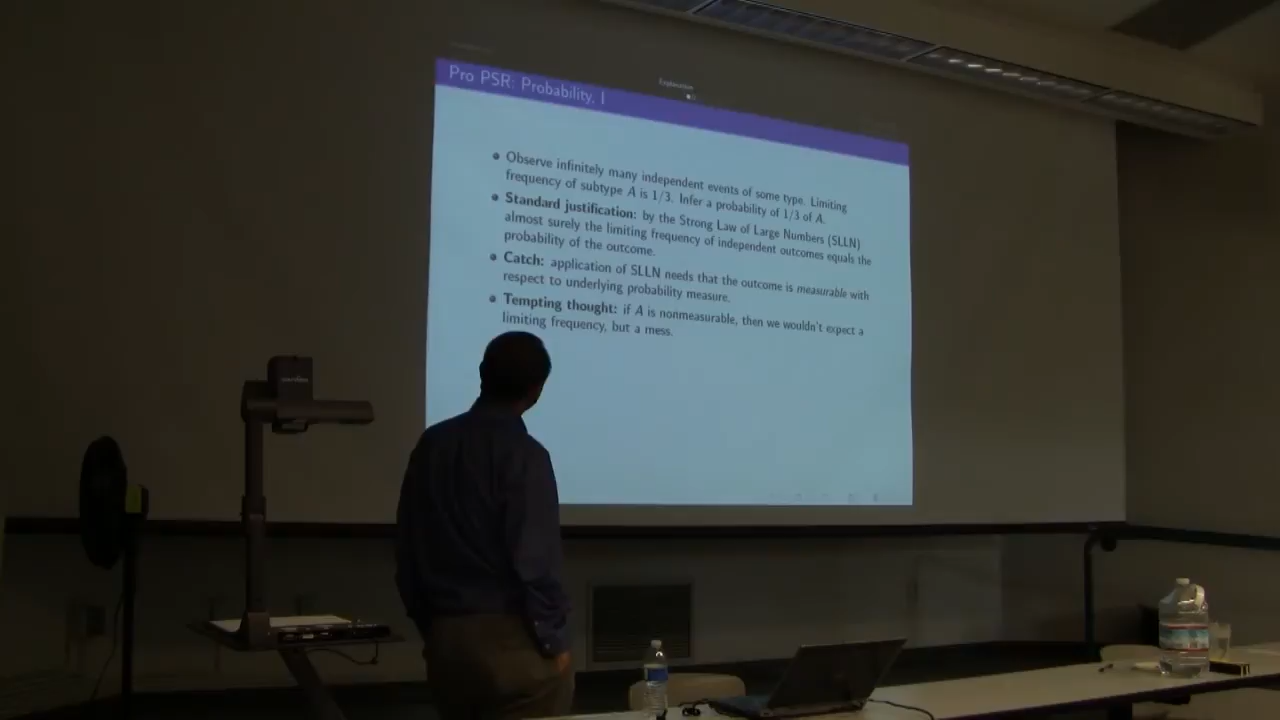 Explanation
Pro PSR: Probability, I
Observe infinitely many independent events of some type. Limiting
frequency of subtype A is 1/3. Infer a probability of 1/3 of A.
Standard justification: by the Strong Law of Large Numbers (SLLN)
almost surely the limiting frequency of independent outcomes equals the
probability of the outcome.
Catch: application of SLLN needs that the outcome is measurable with
respect to underlying probability measure.
Tempting thought: if A is nonmeasurable, then we wouldn't expect a
limiting frequency, but a mess.